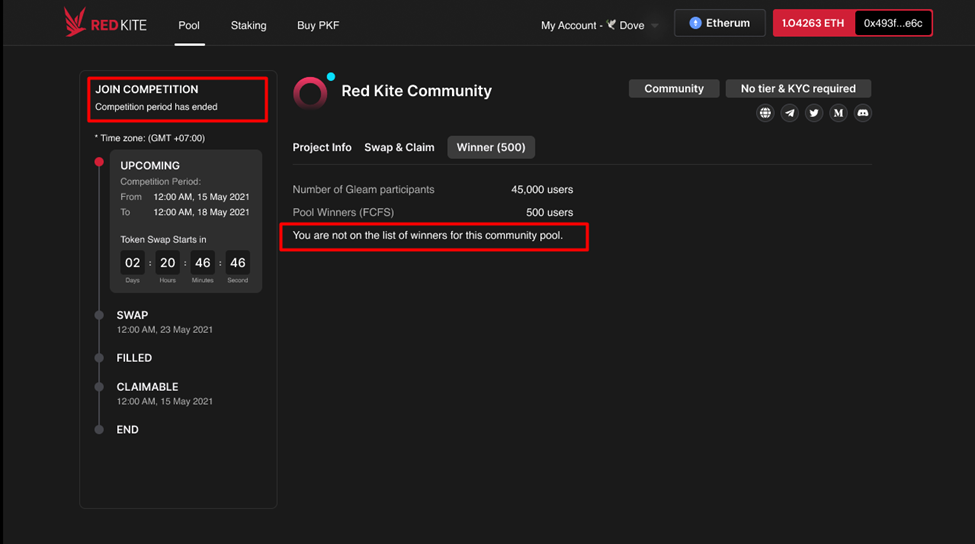 REDKITE
Pool
Staking
Buy PKF
My Account - Dove
Etherum
1.04263 ETH
0x493f...e6c
JOIN COMPETITION
Competition period has ended
* Time zone: (GMT +07:00)
UPCOMING
Competition Period:
From 12:00 AM, 15 May 2021
To 12:00 AM, 18 May 2021
Token Swap Starts in
02 : 20 : 46 : 46
Days Hours Minutes Second
SWAP
12:00 AM, 23 May 2021
FILLED
CLAIMABLE
12:00 AM, 15 May 2021
END
Red Kite Community
Community
No tier & KYC required
Project Info
Swap & Claim
Winner (500)
Number of Gleam participants 45,000 users
Pool Winners (FCFS) 500 users
You are not on the list of winners for this community pool.